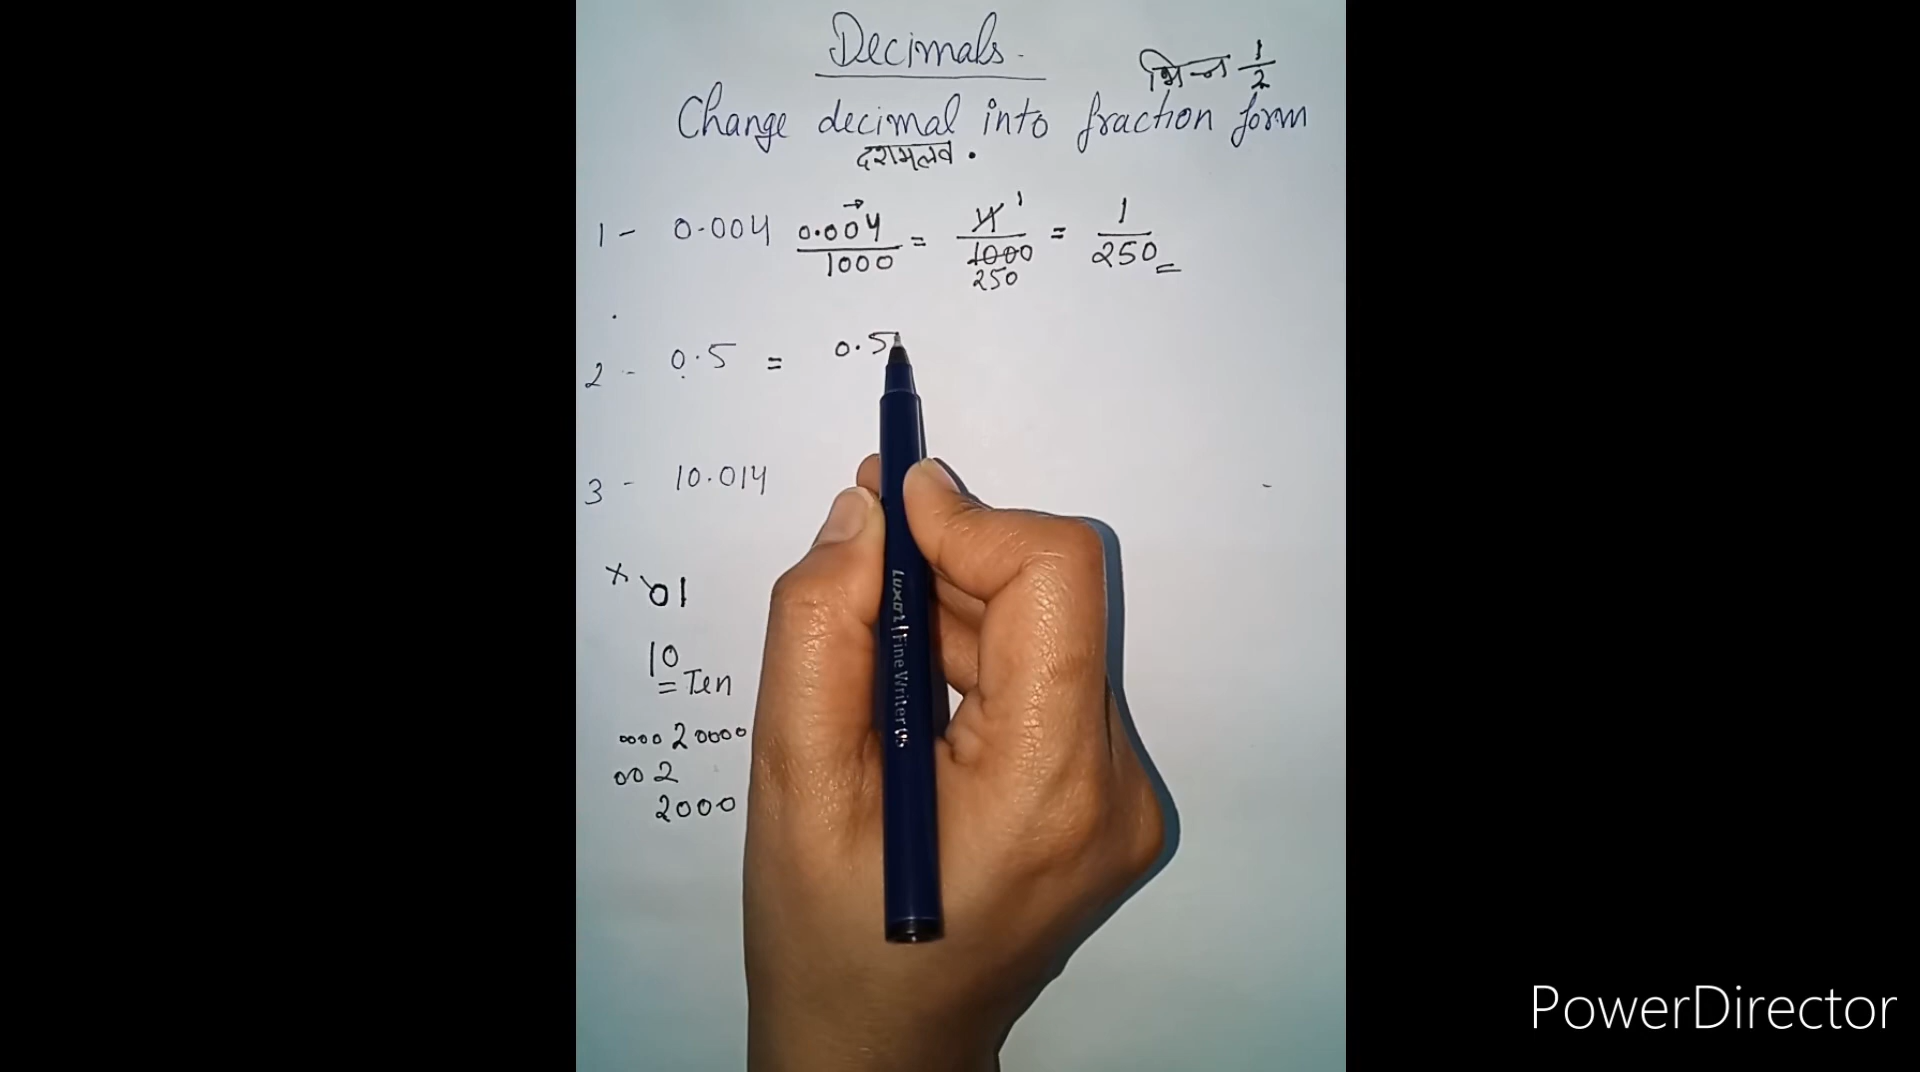 Decimals.
भिन्न 1/2
Change decimal into fraction form
दशमलव .
1 - 0.004 0.004/1000 = 4 1/1000 250 = 1/250
2 - 0.5 = 0.5
3 - 10.014
x 01
10
= Ten
0000 2 0000
00 2
2000
Luxor Fine Writer 05
PowerDirector